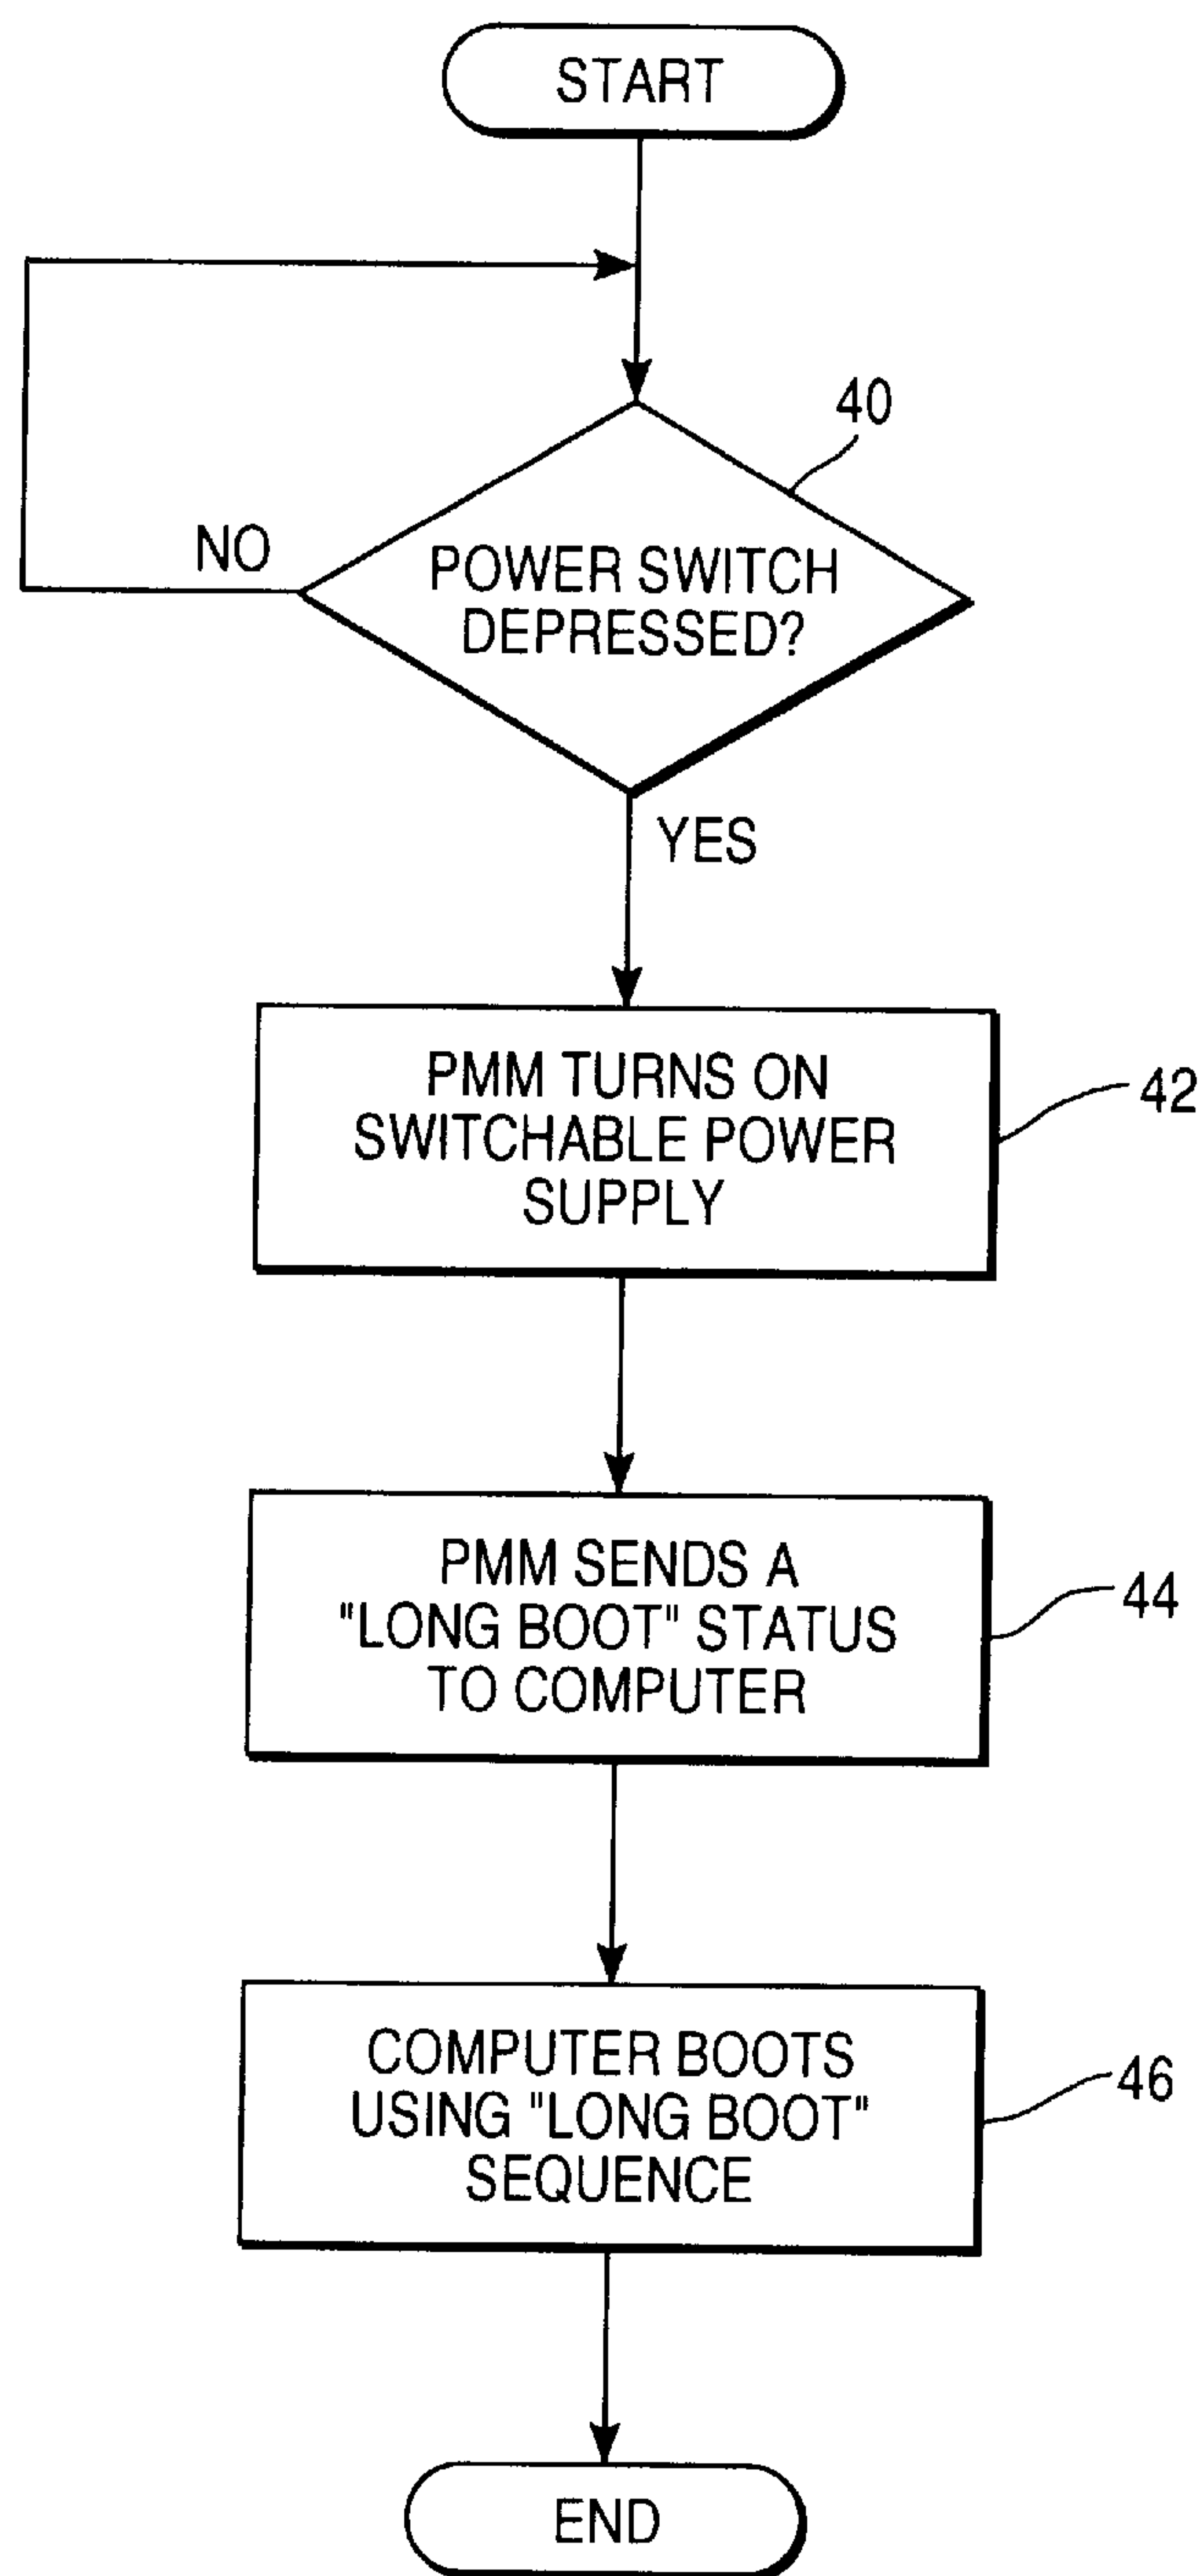 START
40
NO
POWER SWITCH
DEPRESSED?
YES
PMM TURNS ON
SWITCHABLE POWER
SUPPLY
42
PMM SENDS A
"LONG BOOT" STATUS
TO COMPUTER
44
COMPUTER BOOTS
USING "LONG BOOT"
SEQUENCE
46
END